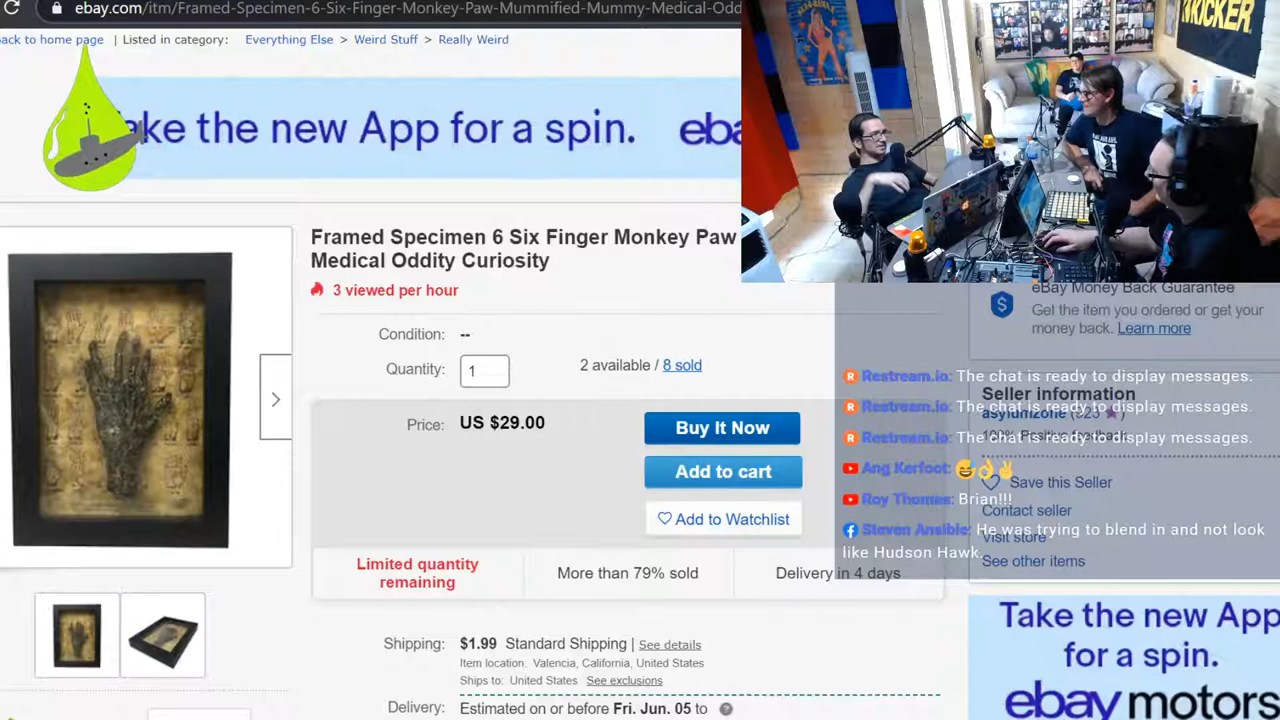 ebay.com/itm/Framed-Specimen-6-Six-Finger-Monkey-Paw-Mummified-Mummy-Medical-Odd
back to home page | Listed in category: Everything Else > Weird Stuff > Really Weird
Take the new App for a spin. eba
KICKER
Framed Specimen 6 Six Finger Monkey Paw
Medical Oddity Curiosity
3 viewed per hour
Condition: --
Quantity: 1 2 available / 8 sold
Price: US $29.00
Buy It Now
Add to cart
Add to Watchlist
Limited quantity
remaining
More than 79% sold
Delivery in 4 days
Shipping: $1.99 Standard Shipping | See details
Item location: Valencia, California, United States
Ships to: United States See exclusions
Delivery: Estimated on or before Fri. Jun. 05 to
eBay Money Back Guarantee
Get the item you ordered or get your
money back. Learn more
Restream.io: The chat is ready to display messages.
Seller information
Restream.io: The chat is ready to display messages.
asylumzone
Restream.io: The chat is ready to display messages.
100% Positive feedback
Ang Kerfoot: 😅👌✌
Save this Seller
Roy Thomas: Brian!!!
Contact seller
Steven Ansible: He was trying to blend in and not look
like Hudson Hawk.
Visit store
See other items
Take the new App
for a spin.
ebay motors